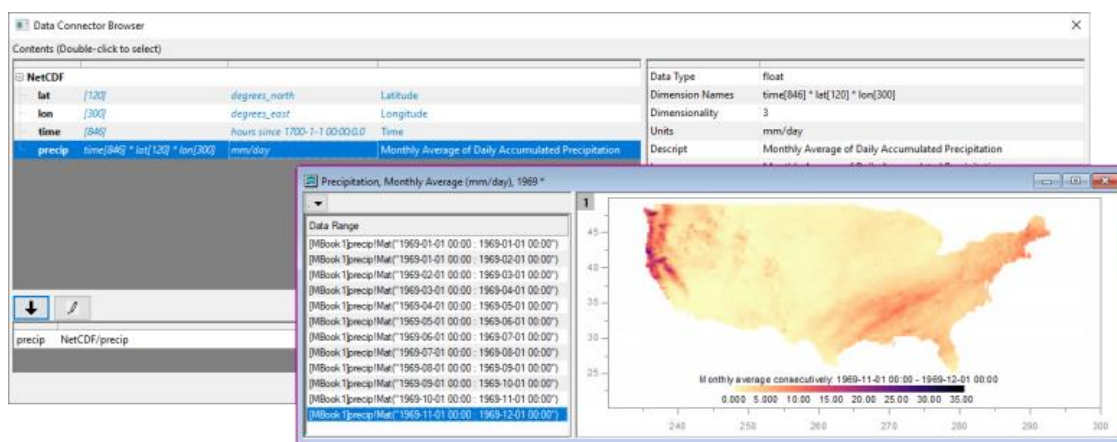 Data Connector Browser
Contents (Double-click to select)
NetCDF
lat [120] degrees_north Latitude
lon [300] degrees_east Longitude
time [846] hours since 1700-1-1 00:00:0.0 Time
precip time[846] * lat[120] * lon[300] mm/day Monthly Average of Daily Accumulated Precipitation
Data Type float
Dimension Names time[846] * lat[120] * lon[300]
Dimensionality 3
Units mm/day
Descript Monthly Average of Daily Accumulated Precipitation
precip NetCDF/precip
Precipitation, Monthly Average (mm/day), 1969 *
1
Data Range
[MBook1]precip!Mat("1969-01-01 00:00 : 1969-01-01 00:00")
[MBook1]precip!Mat("1969-01-01 00:00 : 1969-02-01 00:00")
[MBook1]precip!Mat("1969-02-01 00:00 : 1969-03-01 00:00")
[MBook1]precip!Mat("1969-03-01 00:00 : 1969-04-01 00:00")
[MBook1]precip!Mat("1969-04-01 00:00 : 1969-05-01 00:00")
[MBook1]precip!Mat("1969-05-01 00:00 : 1969-06-01 00:00")
[MBook1]precip!Mat("1969-06-01 00:00 : 1969-07-01 00:00")
[MBook1]precip!Mat("1969-07-01 00:00 : 1969-08-01 00:00")
[MBook1]precip!Mat("1969-08-01 00:00 : 1969-09-01 00:00")
[MBook1]precip!Mat("1969-09-01 00:00 : 1969-10-01 00:00")
[MBook1]precip!Mat("1969-10-01 00:00 : 1969-11-01 00:00")
[MBook1]precip!Mat("1969-11-01 00:00 : 1969-12-01 00:00")
45
40
35
30
25
Monthly average consecutively: 1969-11-01 00:00 - 1969-12-01 00:00
0.000 5.000 10.00 15.00 20.00 25.00 30.00 35.00
240 250 260 270 280 290 300